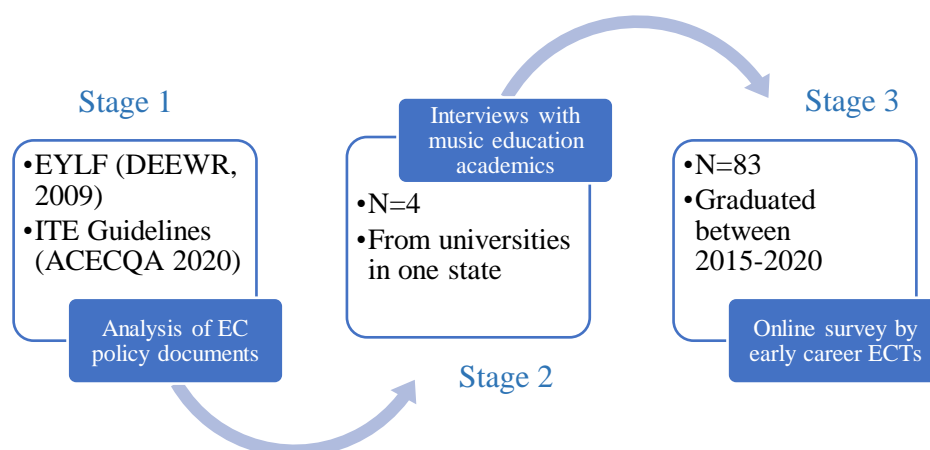 Stage 1
•EYLF (DEEWR,
2009)
•ITE Guidelines
(ACECQA 2020)
Analysis of EC
policy documents
Interviews with
music education
academics
•N=4
•From universities
in one state
Stage 2
Stage 3
•N=83
•Graduated
between
2015-2020
Online survey by
early career ECTs